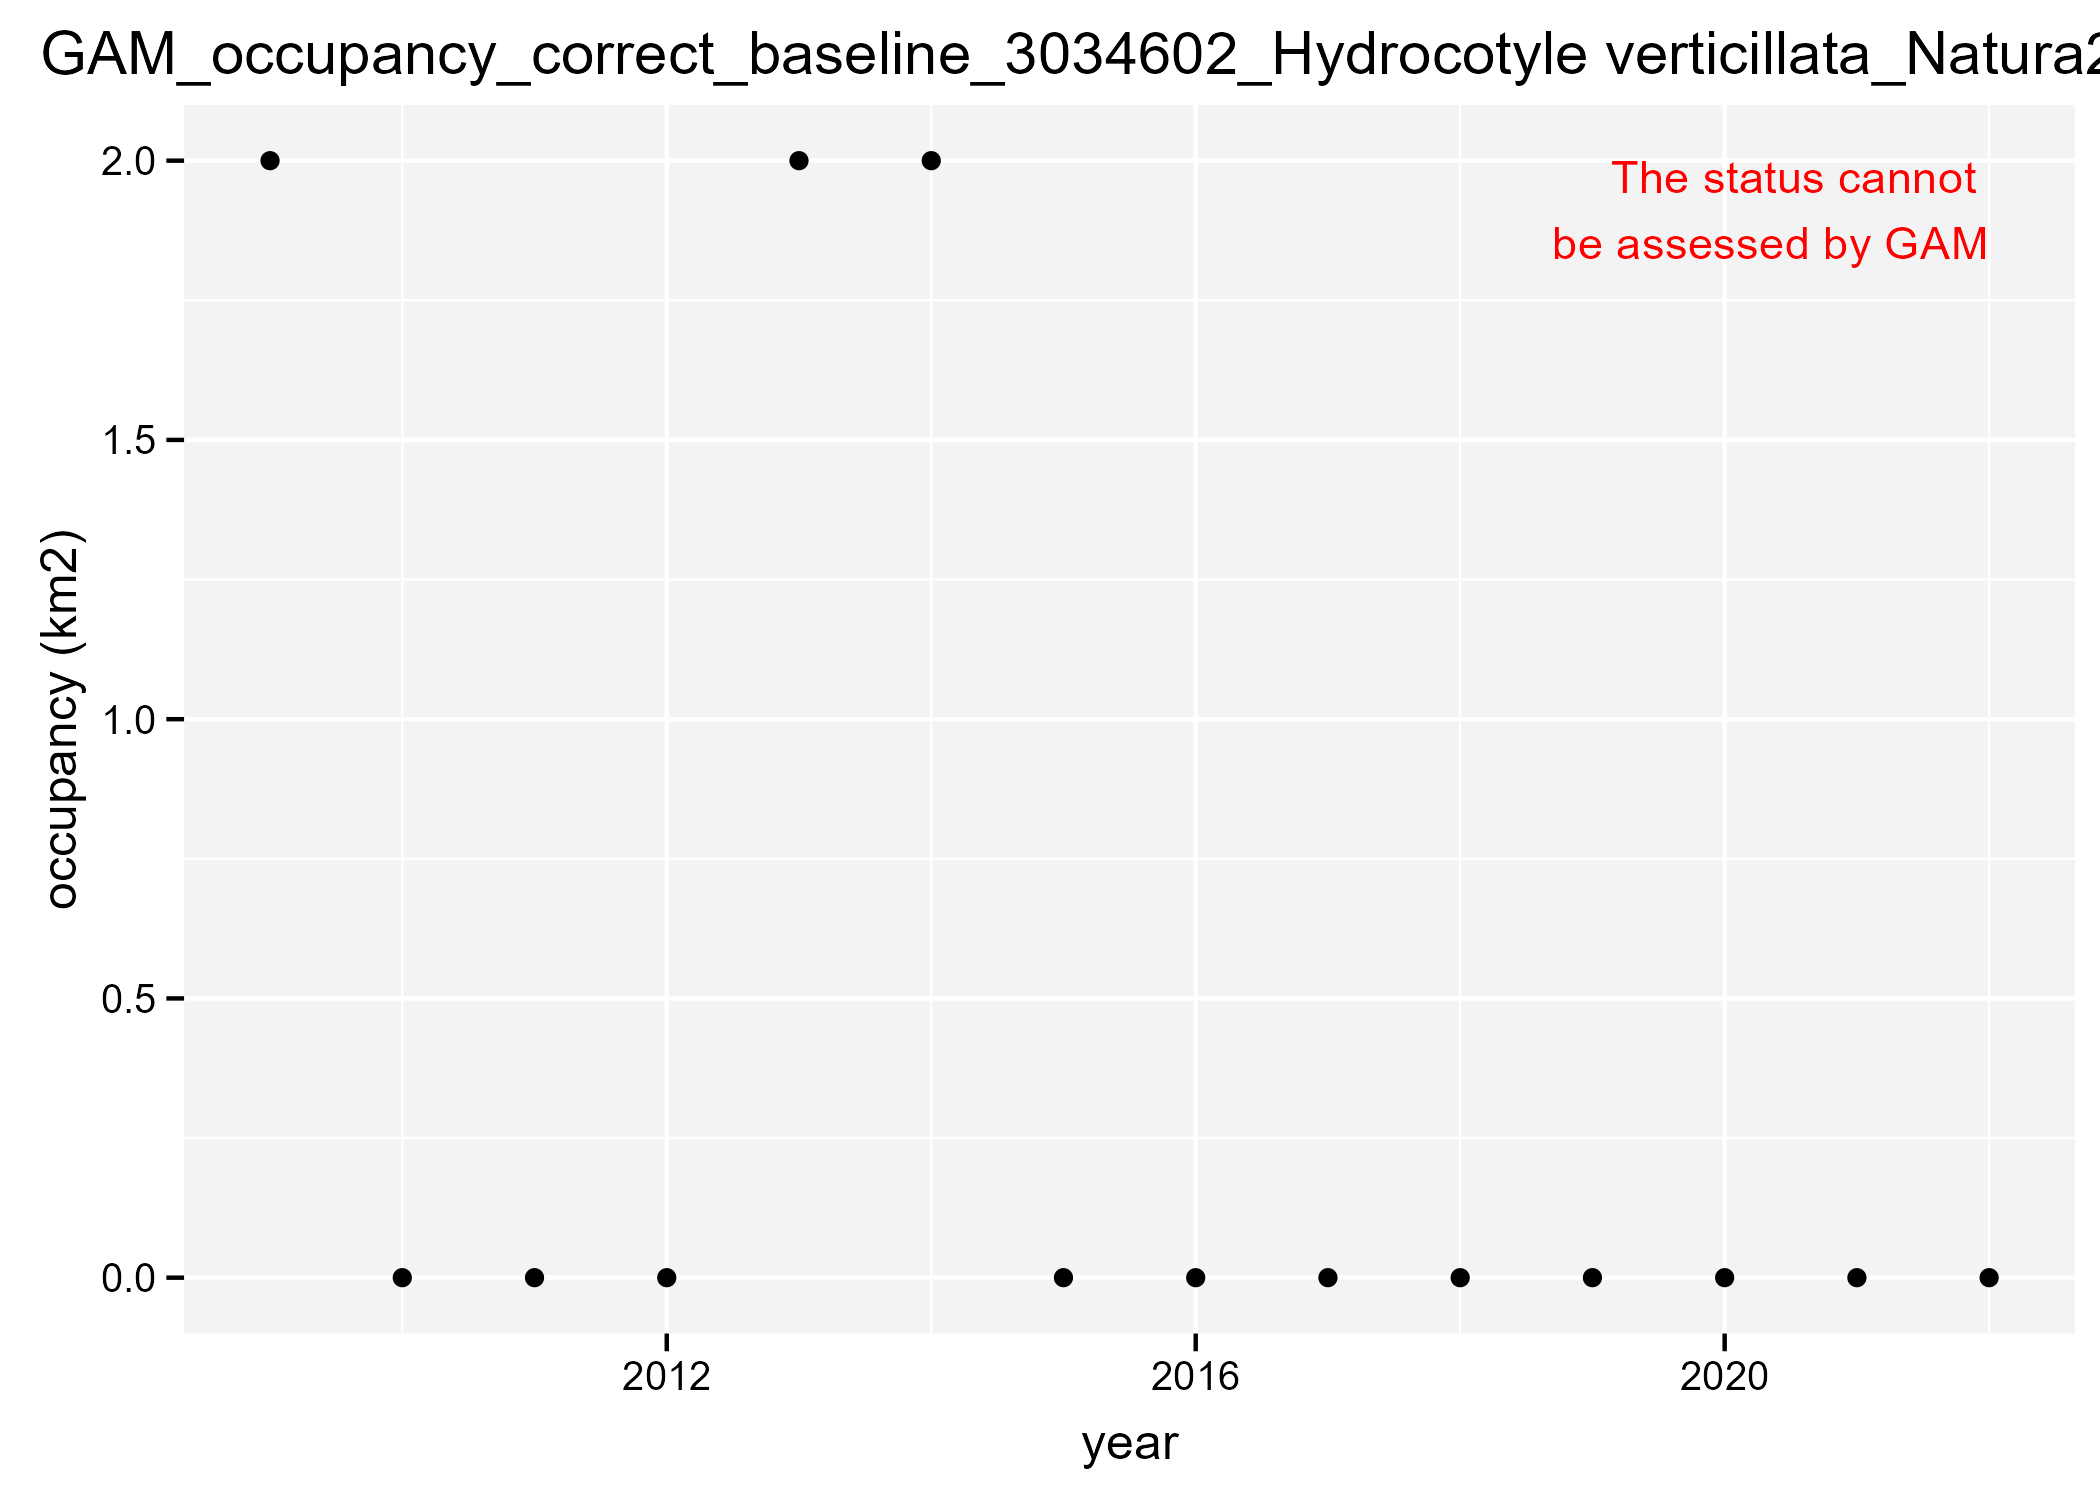 GAM_occupancy_correct_baseline_3034602_Hydrocotyle verticillata_Natura2
The status cannot
be assessed by GAM
2.0
1.5
1.0
0.5
0.0
occupancy (km2)
2012
2016
2020
year